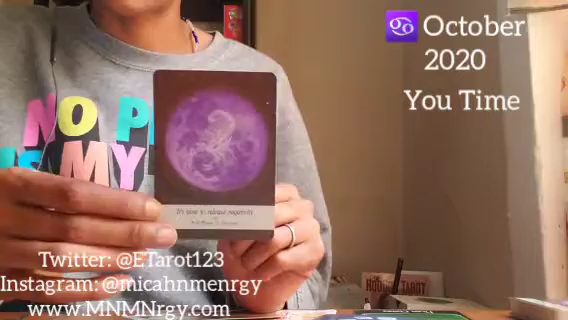 ♋ October
2020
You Time
NO
MY
It's time to release negativity
Twitter: @ETarot123
Instagram: @micahnmenrgy
www.MNMNrgy.com
TAROT